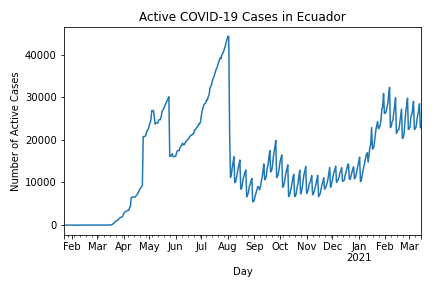 Active COVID-19 Cases in Ecuador
Number of Active Cases
40000
30000
20000
10000
0
Feb Mar Apr May Jun Jul Aug Sep Oct Nov Dec Jan Feb Mar
2021
Day